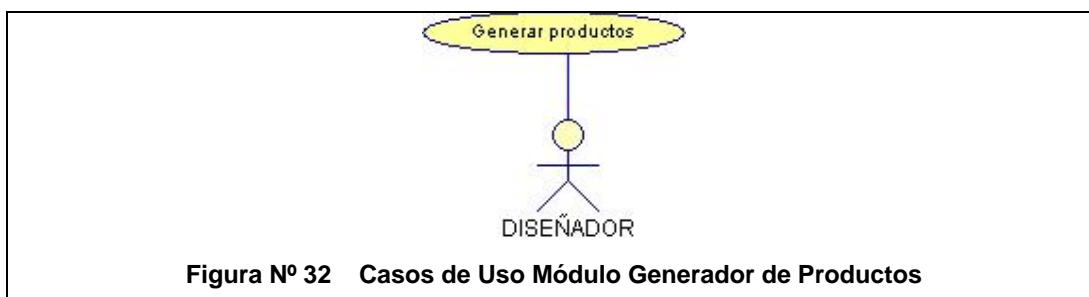 Generar productos
DISEÑADOR
Figura Nº 32 Casos de Uso Módulo Generador de Productos